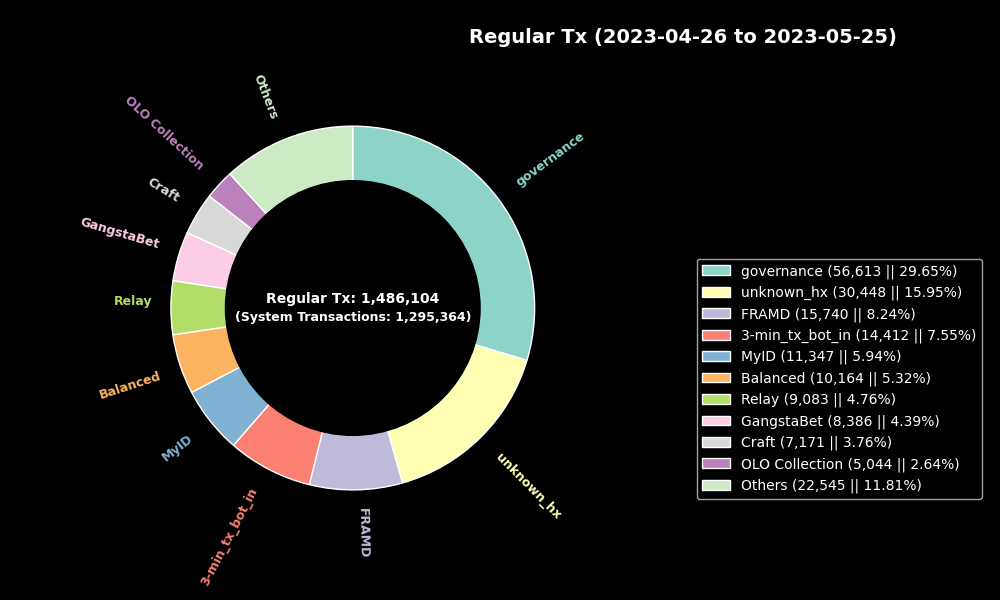 Regular Tx (2023-04-26 to 2023-05-25)
Others
OLO Collection
governance
Craft
GangstaBet
Relay
Regular Tx: 1,486,104
(System Transactions: 1,295,364)
Balanced
MyID
3-min_tx_bot_in
FRAMD
unknown_hx
governance (56,613 || 29.65%)
unknown_hx (30,448 || 15.95%)
FRAMD (15,740 || 8.24%)
3-min_tx_bot_in (14,412 || 7.55%)
MyID (11,347 || 5.94%)
Balanced (10,164 || 5.32%)
Relay (9,083 || 4.76%)
GangstaBet (8,386 || 4.39%)
Craft (7,171 || 3.76%)
OLO Collection (5,044 || 2.64%)
Others (22,545 || 11.81%)